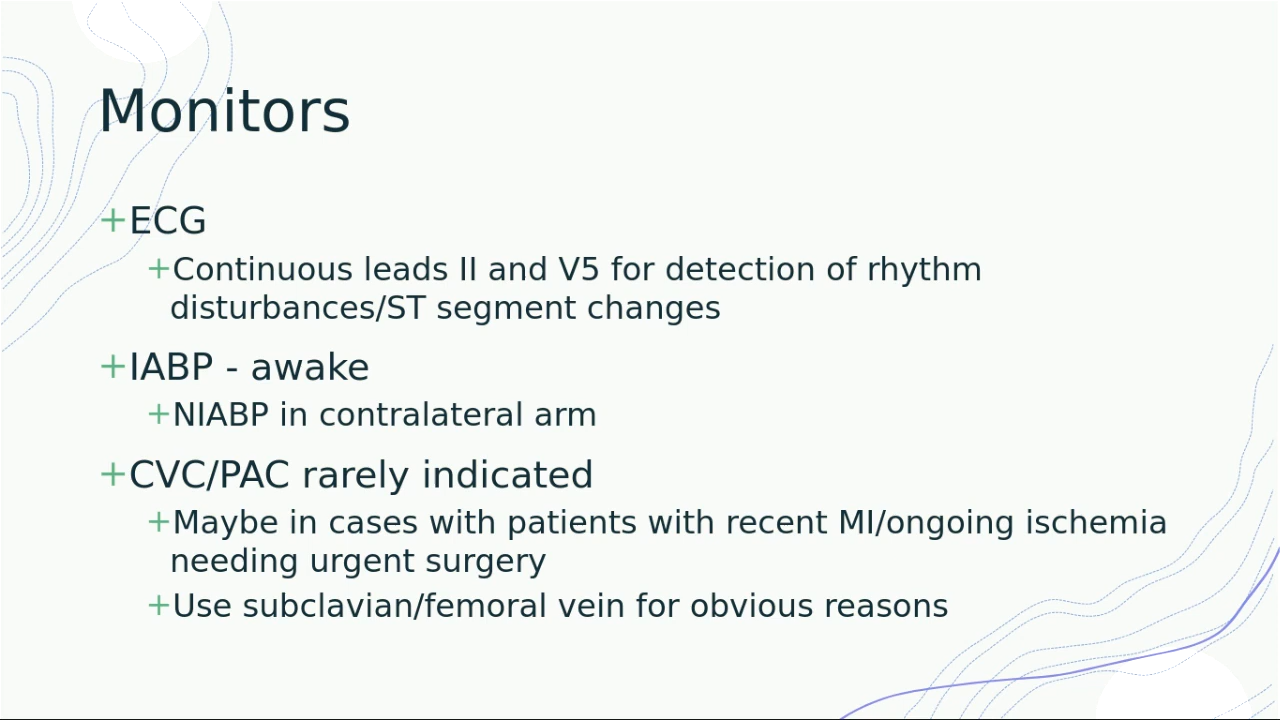 Monitors
+ECG
+Continuous leads II and V5 for detection of rhythm
disturbances/ST segment changes
+IABP - awake
+NIABP in contralateral arm
+CVC/PAC rarely indicated
+Maybe in cases with patients with recent MI/ongoing ischemia
needing urgent surgery
+Use subclavian/femoral vein for obvious reasons